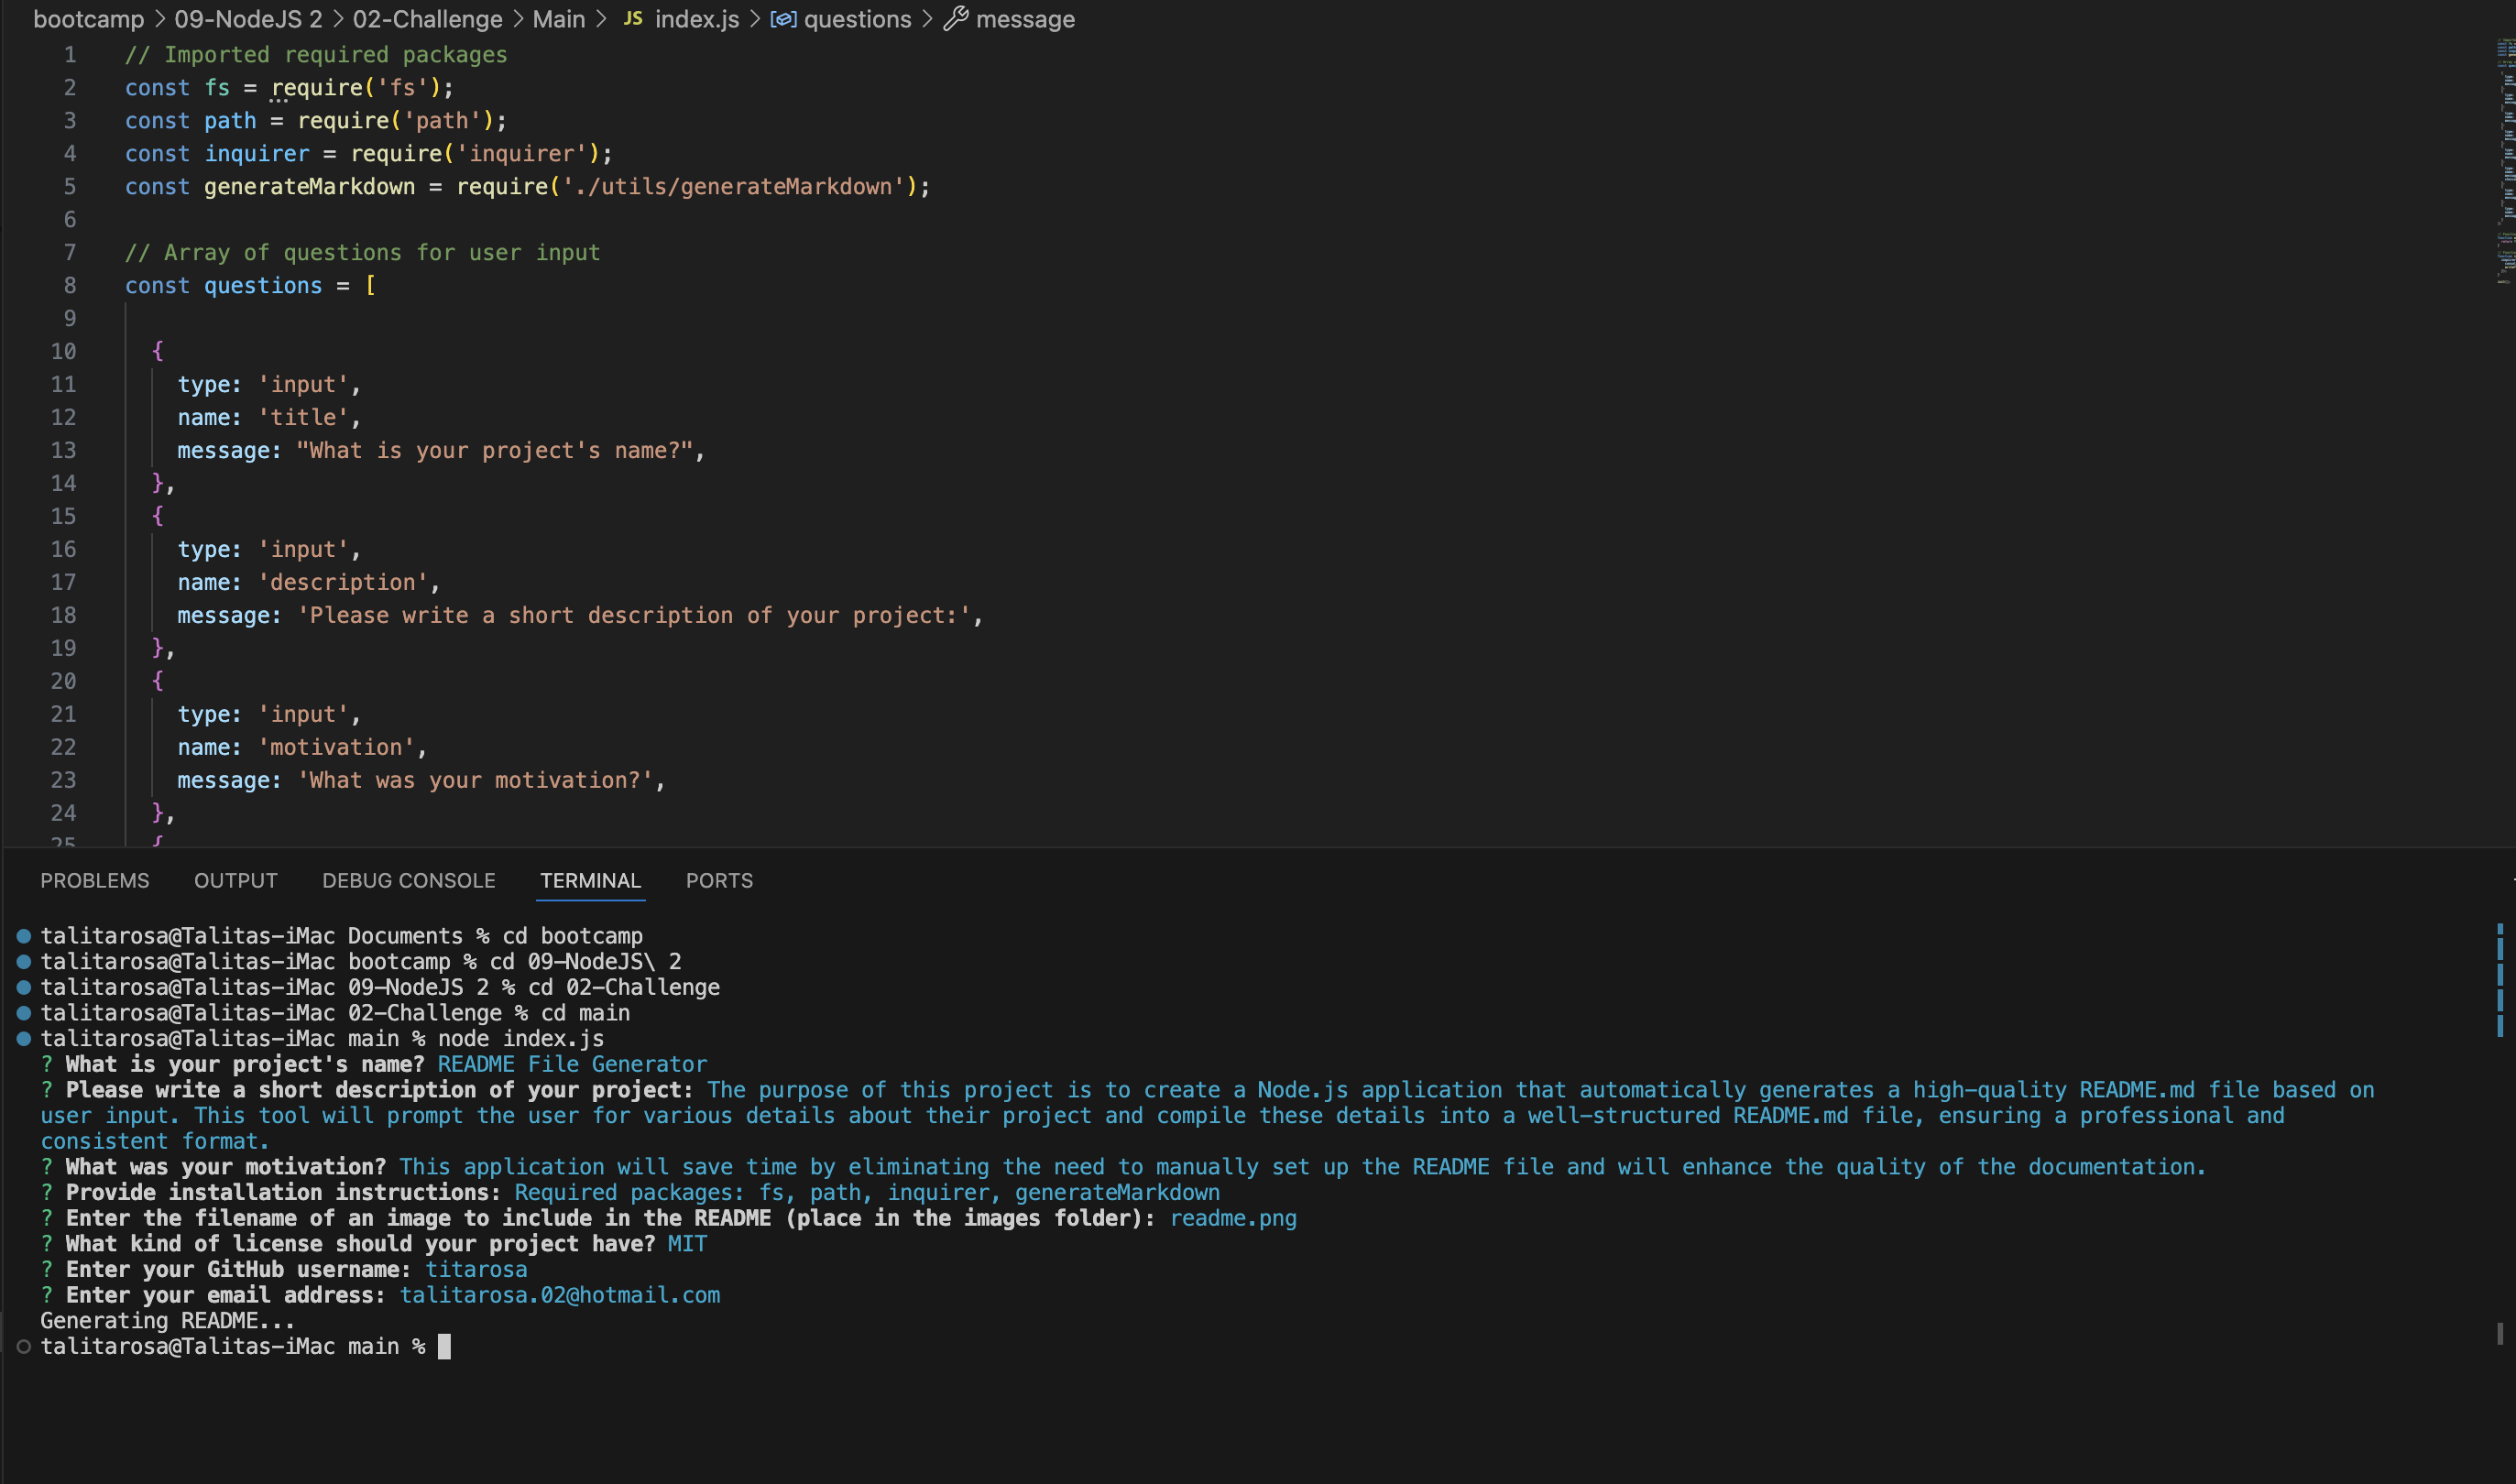 bootcamp > 09-NodeJS 2 > 02-Challenge > Main > JS index.js > questions > message
1 // Imported required packages
2 const fs = require('fs');
3 const path = require('path');
4 const inquirer = require('inquirer');
5 const generateMarkdown = require('./utils/generateMarkdown');
6
7 // Array of questions for user input
8 const questions = [
9
10 {
11 type: 'input',
12 name: 'title',
13 message: "What is your project's name?",
14 },
15 {
16 type: 'input',
17 name: 'description',
18 message: 'Please write a short description of your project:',
19 },
20 {
21 type: 'input',
22 name: 'motivation',
23 message: 'What was your motivation?',
24 },
25 {
PROBLEMS OUTPUT DEBUG CONSOLE TERMINAL PORTS
talitarosa@Talitas-iMac Documents % cd bootcamp
talitarosa@Talitas-iMac bootcamp % cd 09-NodeJS\ 2
talitarosa@Talitas-iMac 09-NodeJS 2 % cd 02-Challenge
talitarosa@Talitas-iMac 02-Challenge % cd main
talitarosa@Talitas-iMac main % node index.js
? What is your project's name? README File Generator
? Please write a short description of your project: The purpose of this project is to create a Node.js application that automatically generates a high-quality README.md file based on
user input. This tool will prompt the user for various details about their project and compile these details into a well-structured README.md file, ensuring a professional and
consistent format.
? What was your motivation? This application will save time by eliminating the need to manually set up the README file and will enhance the quality of the documentation.
? Provide installation instructions: Required packages: fs, path, inquirer, generateMarkdown
? Enter the filename of an image to include in the README (place in the images folder): readme.png
? What kind of license should your project have? MIT
? Enter your GitHub username: titarosa
? Enter your email address: talitarosa.02@hotmail.com
Generating README...
talitarosa@Talitas-iMac main %